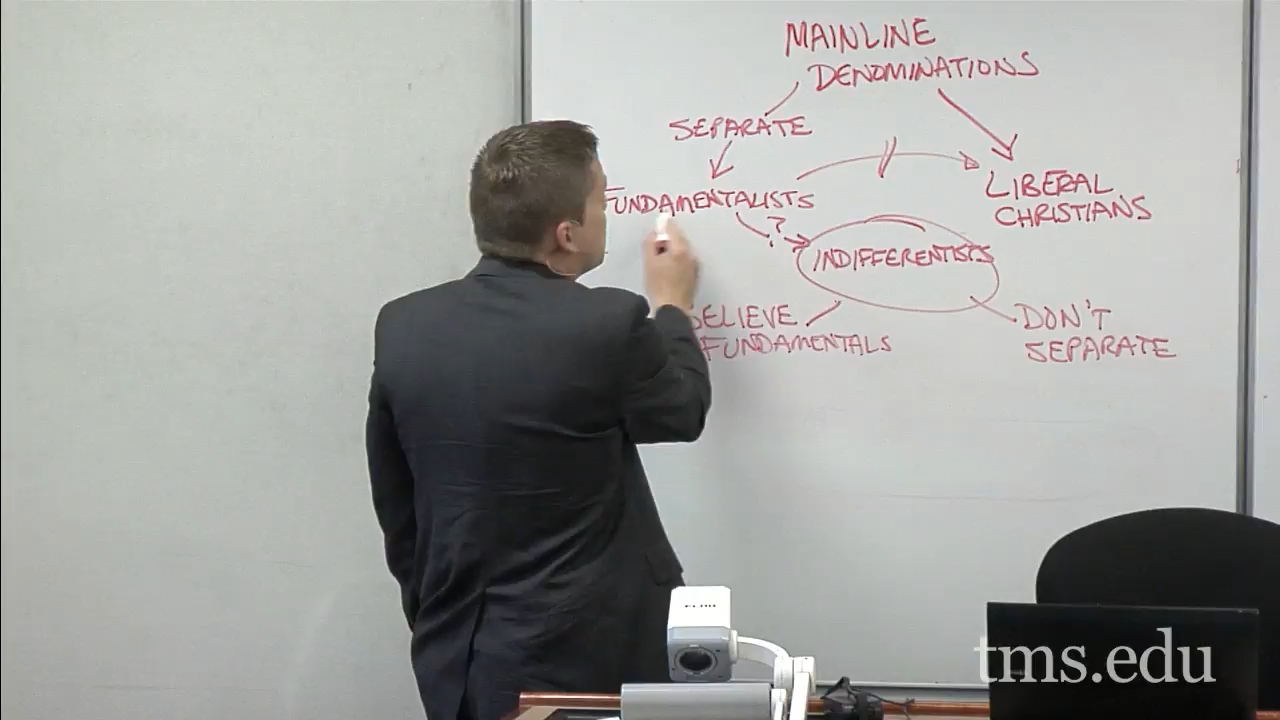 MAINLINE
DENOMINATIONS
SEPARATE
FUNDAMENTALISTS
LIBERAL
CHRISTIANS
?
INDIFFERENTISTS
BELIEVE
FUNDAMENTALS
DON'T
SEPARATE
tms.edu